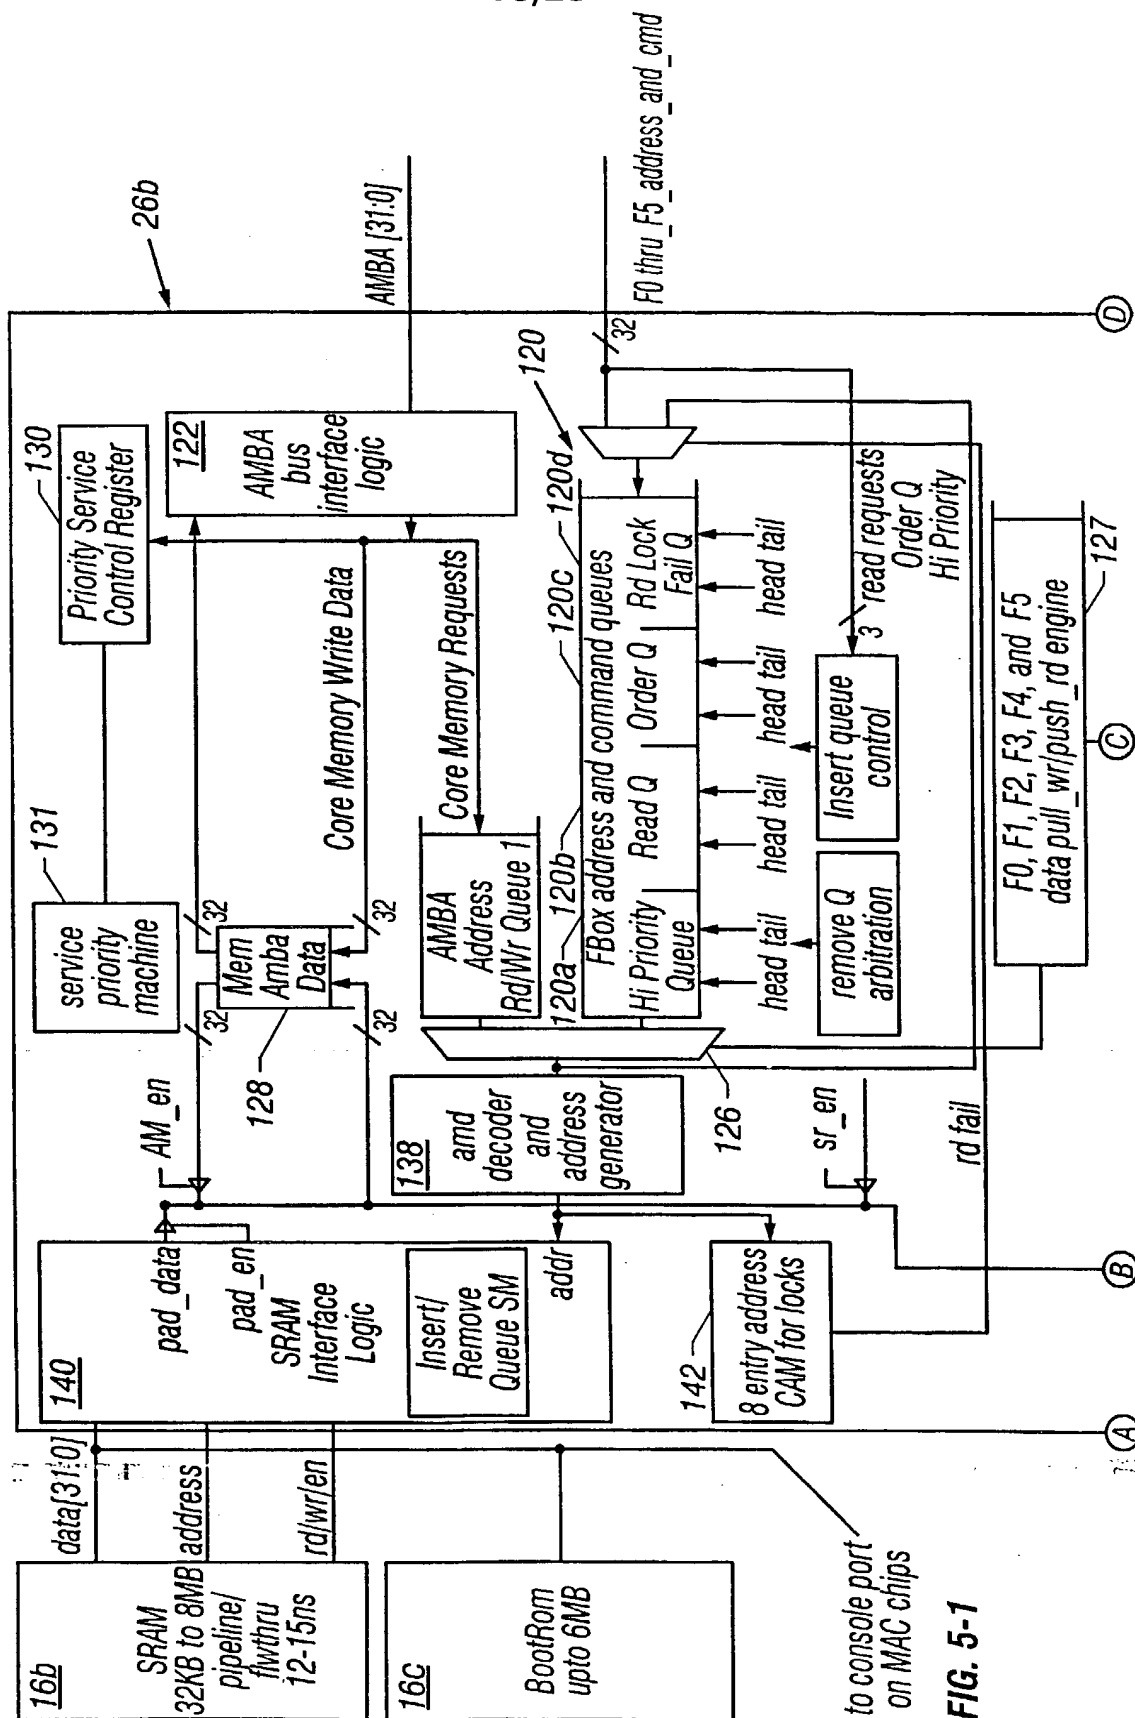 26b
AMBA [31:0]
F0 thru_F5_address_and_cmd
32
130
Priority Service
Control Register
122
AMBA
bus
interface
logic
120
120d
131
service
priority
machine
32
32
Mem
Amba
Data
32
32
128
AM_en
Core Memory Write Data
Core Memory Requests
AMBA
Address
Rd/Wr Queue 1
120a
120b
120c
FBox address and command queues
Hi Priority
Queue
Read Q
Order Q
Rd Lock
Fail Q
head tail
head tail
head tail
head tail
remove Q
arbitration
Insert queue
control
3
read requests
Order Q
Hi Priority
F0, F1, F2, F3, F4, and F5
data pull_wr/push_rd engine
127
138
amd
decoder
and
address
generator
126
sr_en
rd fail
140
pad_data
pad_en
SRAM
Interface
Logic
Insert/
Remove
Queue SM
addr
142
8 entry address
CAM for locks
data[31:0]
address
rd/wr/en
16b
SRAM
32KB to 8MB
pipeline/
flwthru
12-15ns
16c
BootRom
upto 6MB
to console port
on MAC chips
A
B
C
D
FIG. 5-1